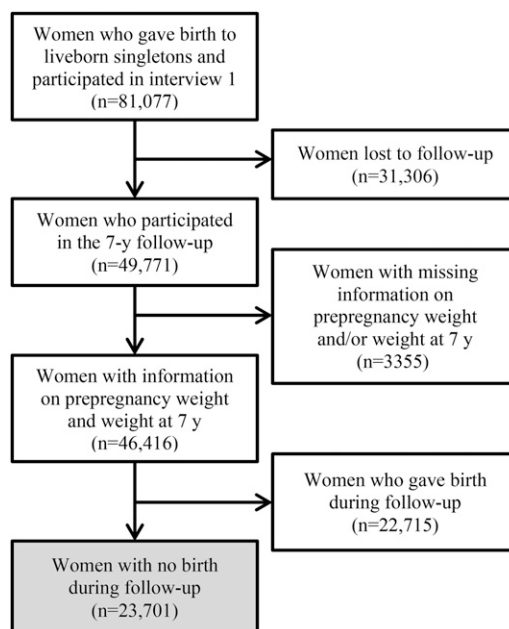 Women who gave birth to
liveborn singletons and
participated in interview 1
(n=81,077)
Women lost to follow-up
(n=31,306)
Women who participated
in the 7-y follow-up
(n=49,771)
Women with missing
information on
prepregnancy weight
and/or weight at 7 y
(n=3355)
Women with information
on prepregnancy weight
and weight at 7 y
(n=46,416)
Women who gave birth
during follow-up
(n=22,715)
Women with no birth
during follow-up
(n=23,701)